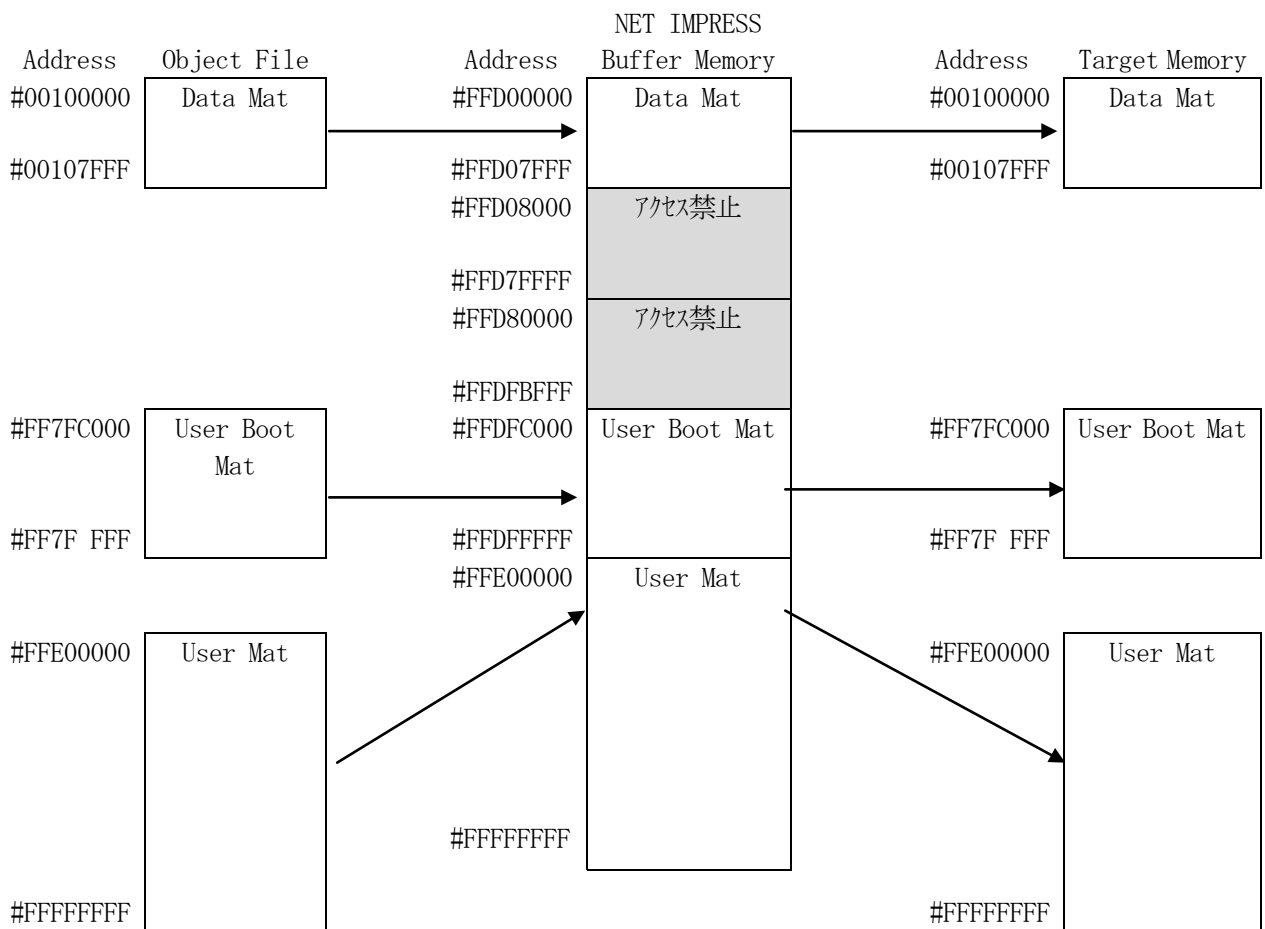 NET IMPRESS
Address Object File Address Buffer Memory Address Target Memory
#00100000 Data Mat #FFD00000 Data Mat #00100000 Data Mat
#00107FFF #FFD07FFF #00107FFF
#FFD08000 アクセス禁止
#FFD7FFFF
#FFD80000 アクセス禁止
#FFDFBFFF
#FF7FC000 User Boot #FFDFC000 User Boot Mat #FF7FC000 User Boot Mat
Mat
#FF7F FFF #FFDFFFFF #FF7F FFF
#FFE00000 User Mat
#FFE00000 User Mat #FFE00000 User Mat
#FFFFFFFF
#FFFFFFFF #FFFFFFFF